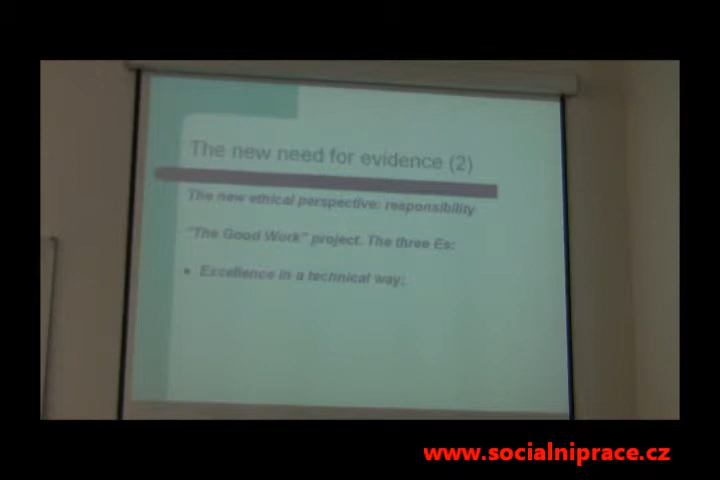 The new need for evidence (2)
The new ethical perspective: responsibility
"The Good Work" project. The three Es:
• Excellence in a technical way;
www.socialniprace.cz